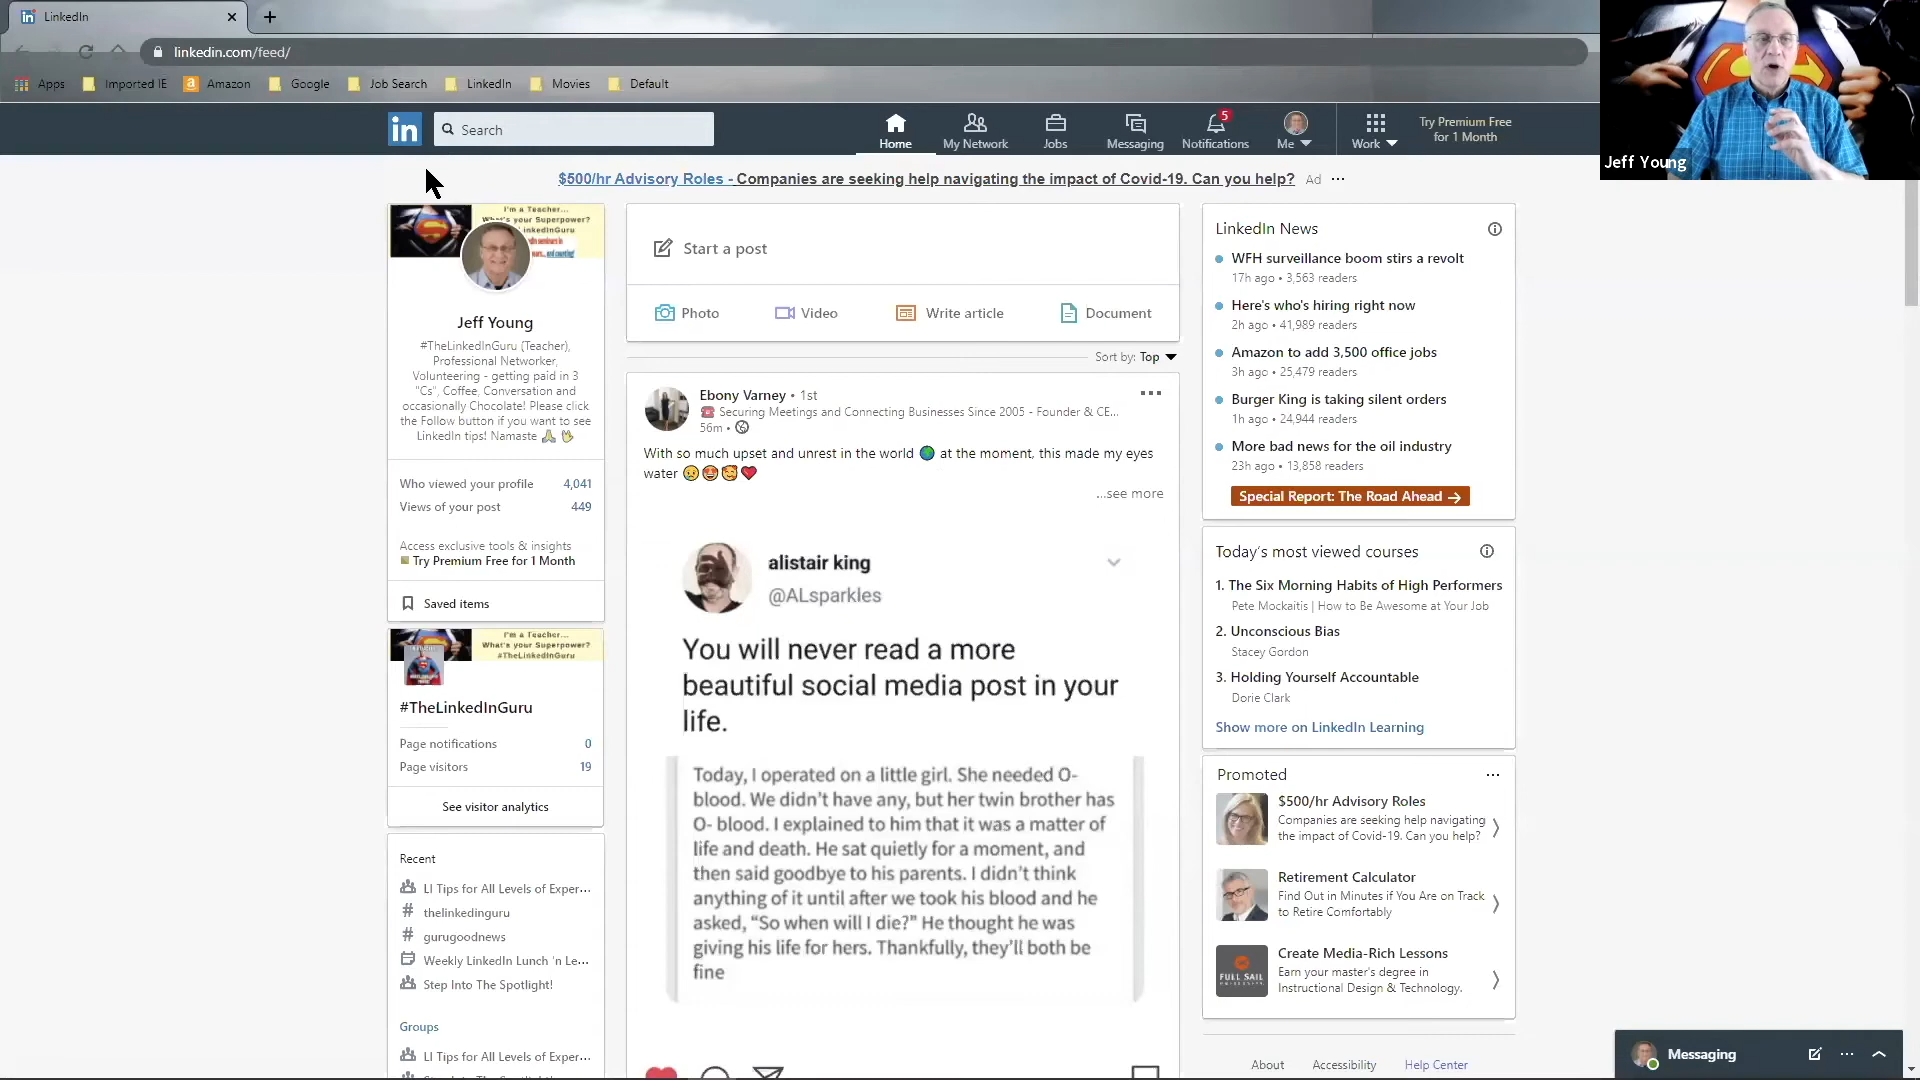 LinkedIn
linkedin.com/feed/
Apps
Imported IE
Amazon
Google
Job Search
LinkedIn
Movies
Default
Jeff Young
in
Search
Home
My Network
Jobs
Messaging
5
Notifications
Me
Work
Try Premium Free
for 1 Month
$500/hr Advisory Roles - Companies are seeking help navigating the impact of Covid-19. Can you help?
Ad
I'm a Teacher...
What's your Superpower?
Jeff Young
#TheLinkedInGuru (Teacher),
Professional Networker,
Volunteering - getting paid in 3
"Cs", Coffee, Conversation and
occasionally Chocolate! Please click
the Follow button if you want to see
LinkedIn tips! Namaste 🙏 🖖
Who viewed your profile 4,041
Views of your post 449
Access exclusive tools & insights
Try Premium Free for 1 Month
Saved items
I'm a Teacher...
What's your Superpower?
#TheLinkedInGuru
#TheLinkedInGuru
Page notifications 0
Page visitors 19
See visitor analytics
Recent
LI Tips for All Levels of Exper...
# thelinkedinguru
# gurugoodnews
Weekly LinkedIn Lunch 'n Le...
Step Into The Spotlight!
Groups
LI Tips for All Levels of Exper...
Start a post
Photo
Video
Write article
Document
Sort by: Top
Ebony Varney • 1st
☎️ Securing Meetings and Connecting Businesses Since 2005 - Founder & CE...
56m •
With so much upset and unrest in the world 🌍 at the moment, this made my eyes
water 😢🤩🥰❤️
...see more
alistair king
@ALsparkles
You will never read a more
beautiful social media post in your
life.
Today, I operated on a little girl. She needed O-
blood. We didn't have any, but her twin brother has
O- blood. I explained to him that it was a matter of
life and death. He sat quietly for a moment, and
then said goodbye to his parents. I didn't think
anything of it until after we took his blood and he
asked, "So when will I die?" He thought he was
giving his life for hers. Thankfully, they'll both be
fine
LinkedIn News
WFH surveillance boom stirs a revolt
17h ago • 3,563 readers
Here's who's hiring right now
2h ago • 41,989 readers
Amazon to add 3,500 office jobs
3h ago • 25,479 readers
Burger King is taking silent orders
1h ago • 24,944 readers
More bad news for the oil industry
23h ago • 13,858 readers
Special Report: The Road Ahead →
Today's most viewed courses
1. The Six Morning Habits of High Performers
Pete Mockaitis | How to Be Awesome at Your Job
2. Unconscious Bias
Stacey Gordon
3. Holding Yourself Accountable
Dorie Clark
Show more on LinkedIn Learning
Promoted
$500/hr Advisory Roles
Companies are seeking help navigating
the impact of Covid-19. Can you help?
Retirement Calculator
Find Out in Minutes if You Are on Track
to Retire Comfortably
FULL SAIL
Create Media-Rich Lessons
Earn your master's degree in
Instructional Design & Technology.
About
Accessibility
Help Center
Messaging